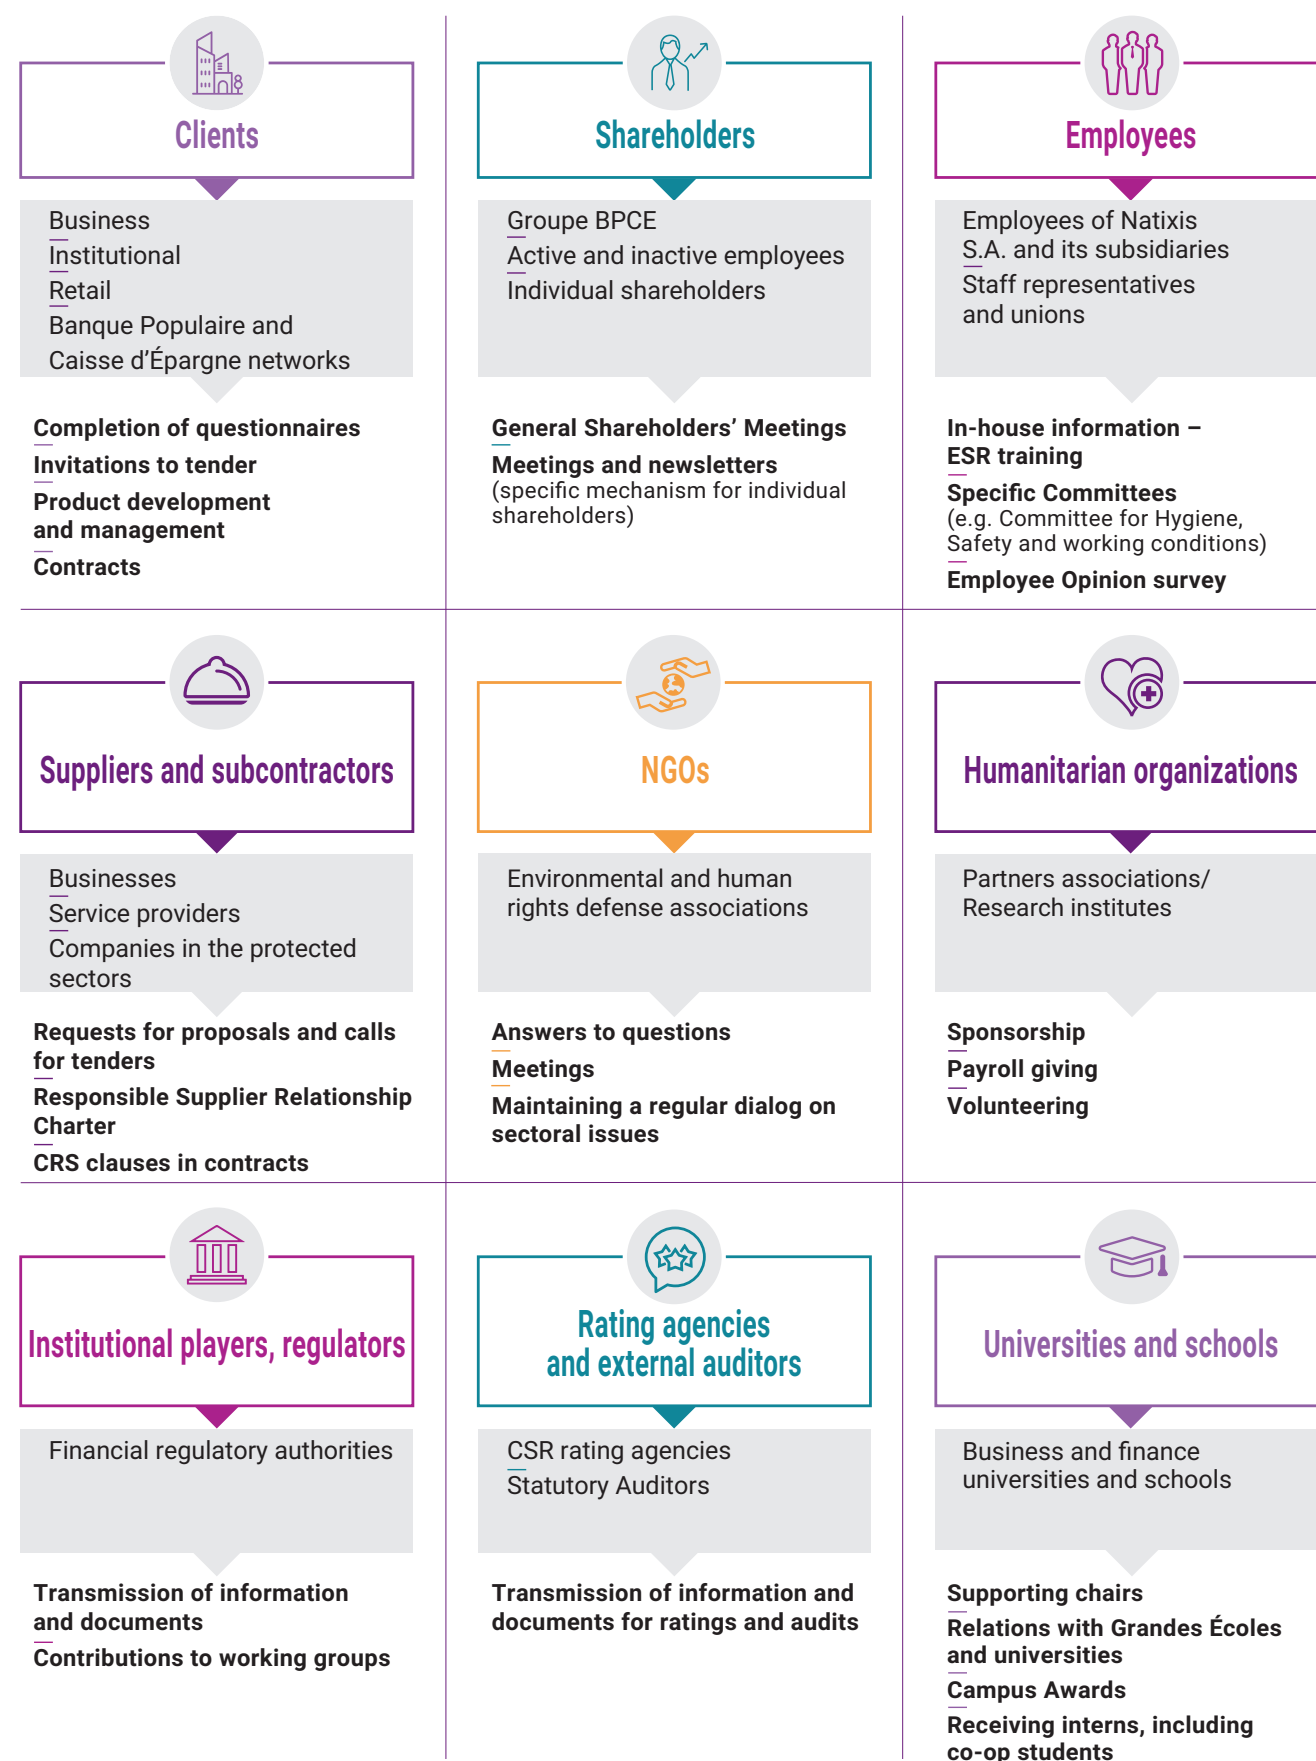 Clients
Business
Institutional
Retail
Banque Populaire and
Caisse d’Épargne networks
Completion of questionnaires
Invitations to tender
Product development
and management
Contracts
Shareholders
Groupe BPCE
Active and inactive employees
Individual shareholders
General Shareholders’ Meetings
Meetings and newsletters
(specific mechanism for individual
shareholders)
Employees
Employees of Natixis
S.A. and its subsidiaries
Staff representatives
and unions
In-house information –
ESR training
Specific Committees
(e.g. Committee for Hygiene,
Safety and working conditions)
Employee Opinion survey
Suppliers and subcontractors
Businesses
Service providers
Companies in the protected
sectors
Requests for proposals and calls
for tenders
Responsible Supplier Relationship
Charter
CRS clauses in contracts
NGOs
Environmental and human
rights defense associations
Answers to questions
Meetings
Maintaining a regular dialog on
sectoral issues
Humanitarian organizations
Partners associations/
Research institutes
Sponsorship
Payroll giving
Volunteering
Institutional players, regulators
Financial regulatory authorities
Transmission of information
and documents
Contributions to working groups
Rating agencies
and external auditors
CSR rating agencies
Statutory Auditors
Transmission of information and
documents for ratings and audits
Universities and schools
Business and finance
universities and schools
Supporting chairs
Relations with Grandes Écoles
and universities
Campus Awards
Receiving interns, including
co-op students